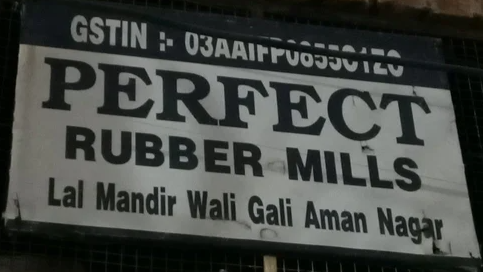 GSTIN :-
PERFECT
RUBBER MILLS
Lal Mandir Wali Gali Aman Nagar